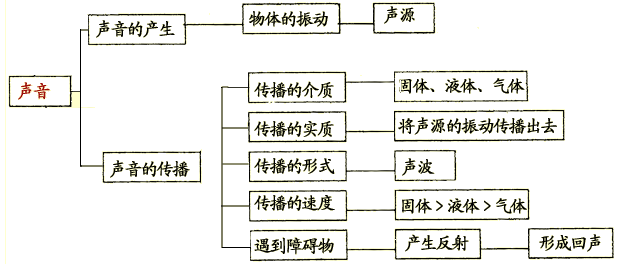 声音
声音的产生
物体的振动
声源
声音的传播
传播的介质
固体、液体、气体
传播的实质
将声源的振动传播出去
传播的形式
声波
传播的速度
固体>液体>气体
遇到障碍物
产生反射
形成回声